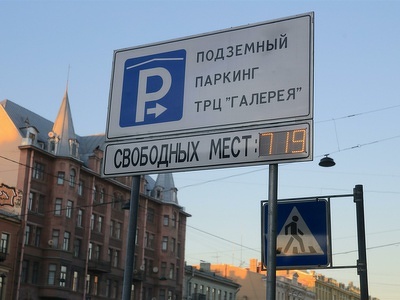 P
ПОДЗЕМНЫЙ
ПАРКИНГ
ТРЦ "ГАЛЕРЕЯ"
СВОБОДНЫХ МЕСТ: 719